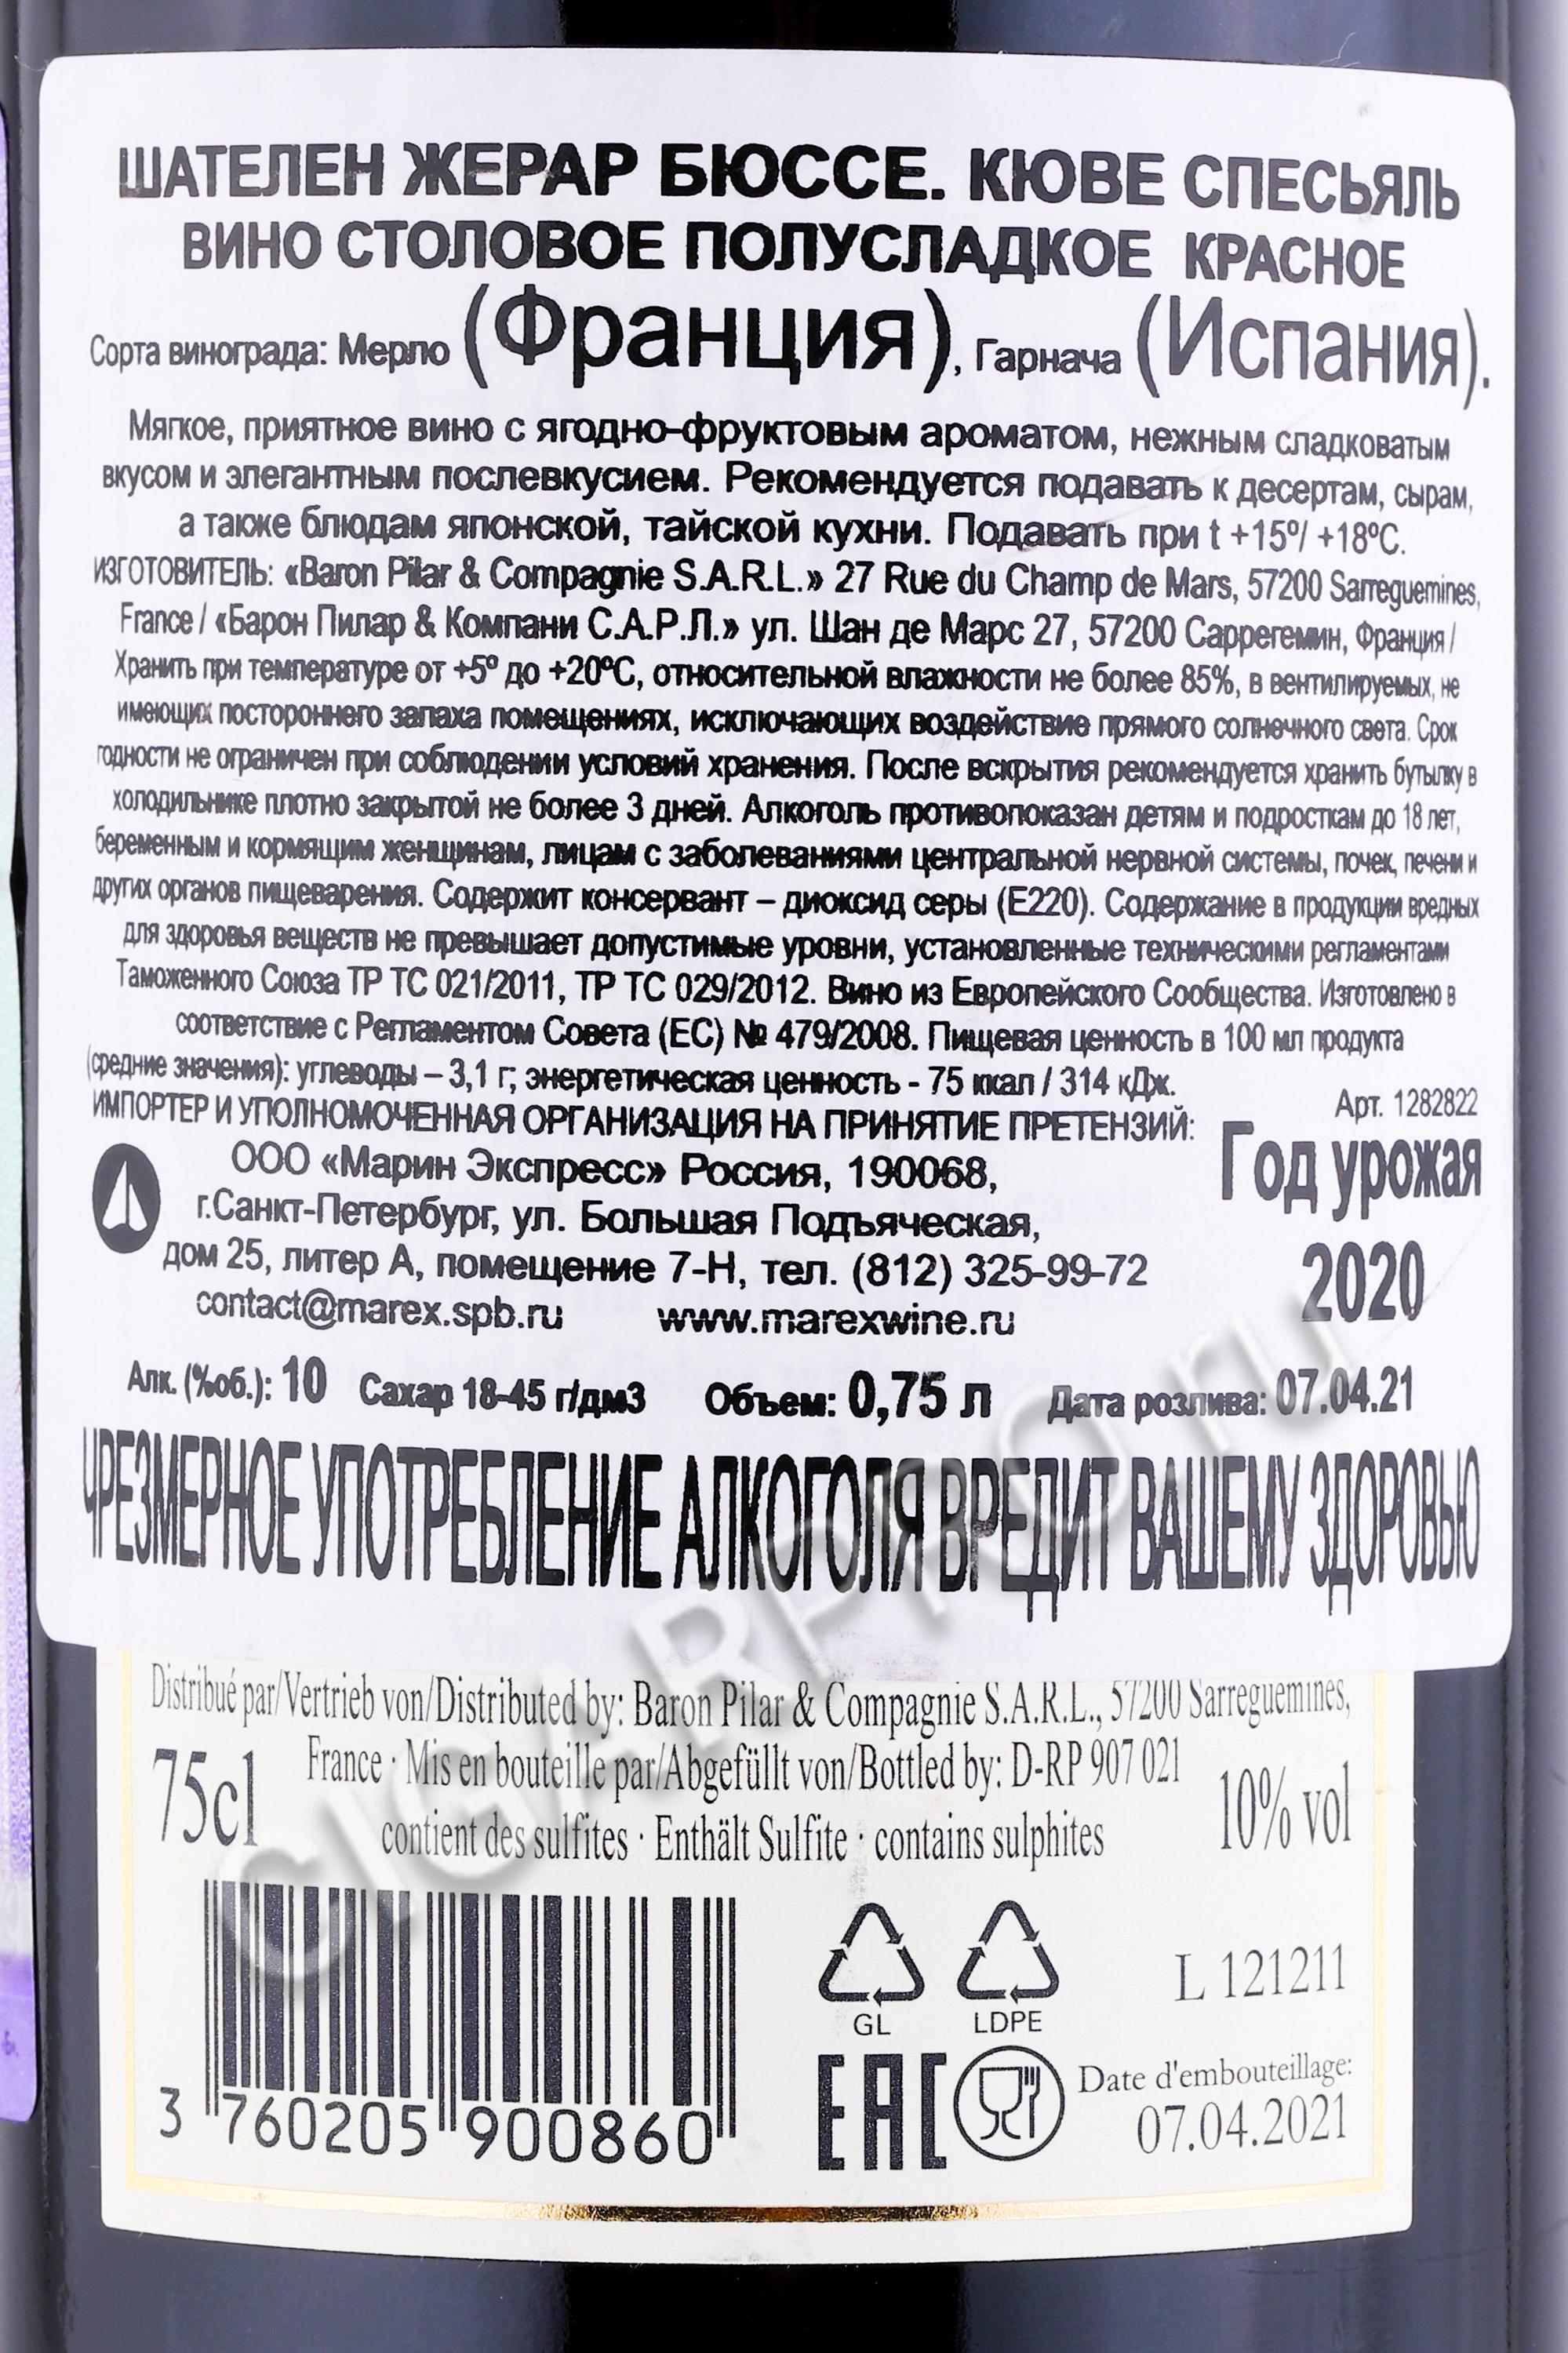 ШАТЕЛЕН ЖЕРАР БЮССЕ. КЮВЕ СПЕСЬЯЛЬ
ВИНО СТОЛОВОЕ ПОЛУСЛАДКОЕ КРАСНОЕ
Сорта винограда: Мерло (Франция), Гарнача (Испания).
Мягкое, приятное вино с ягодно-фруктовым ароматом, нежным сладковатым
вкусом и элегантным послевкусием. Рекомендуется подавать к десертам, сырам,
а также блюдам японской, тайской кухни. Подавать при t +15º/ +18ºС.
ИЗГОТОВИТЕЛЬ: «Baron Pilar & Compagnie S.A.R.L.» 27 Rue du Champ de Mars, 57200 Sarreguemines,
France / «Барон Пилар & Компани С.А.Р.Л.» ул. Шан де Марс 27, 57200 Саррегемин, Франция /
Хранить при температуре от +5º до +20ºС, относительной влажности не более 85%, в вентилируемых, не
имеющих постороннего запаха помещениях, исключающих воздействие прямого солнечного света. Срок
годности не ограничен при соблюдении условий хранения. После вскрытия рекомендуется хранить бутылку в
холодильнике плотно закрытой не более 3 дней. Алкоголь противопоказан детям и подросткам до 18 лет,
беременным и кормящим женщинам, лицам с заболеваниями центральной нервной системы, почек, печени и
других органов пищеварения. Содержит консервант – диоксид серы (Е220). Содержание в продукции вредных
для здоровья веществ не превышает допустимые уровни, установленные техническими регламентами
Таможенного Союза ТР ТС 021/2011, ТР ТС 029/2012. Вино из Европейского Сообщества. Изготовлено в
соответствие с Регламентом Совета (ЕС) № 479/2008. Пищевая ценность в 100 мл продукта
(средние значения): углеводы – 3,1 г; энергетическая ценность - 75 ккал / 314 кДж.
Арт. 1282822
ИМПОРТЕР И УПОЛНОМОЧЕННАЯ ОРГАНИЗАЦИЯ НА ПРИНЯТИЕ ПРЕТЕНЗИЙ:
ООО «Марин Экспресс» Россия, 190068,
г.Санкт-Петербург, ул. Большая Подъяческая,
дом 25, литер А, помещение 7-Н, тел. (812) 325-99-72
contact@marex.spb.ru www.marexwine.ru
Год урожая
2020
Алк. (%об.): 10 Сахар 18-45 г/дм3 Объем: 0,75 л Дата розлива: 07.04.21
ЧРЕЗМЕРНОЕ УПОТРЕБЛЕНИЕ АЛКОГОЛЯ ВРЕДИТ ВАШЕМУ ЗДОРОВЬЮ
Distribué par/Vertrieb von/Distributed by: Baron Pilar & Compagnie S.A.R.L., 57200 Sarreguemines,
France · Mis en bouteille par/Abgefüllt von/Bottled by: D-RP 907 021
75cl
contient des sulfites · Enthält Sulfite · contains sulphites
10% vol
GL
LDPE
L 121211
EAC
Date d'embouteillage:
07.04.2021
3 760205 900860
CIGARPRO.ru